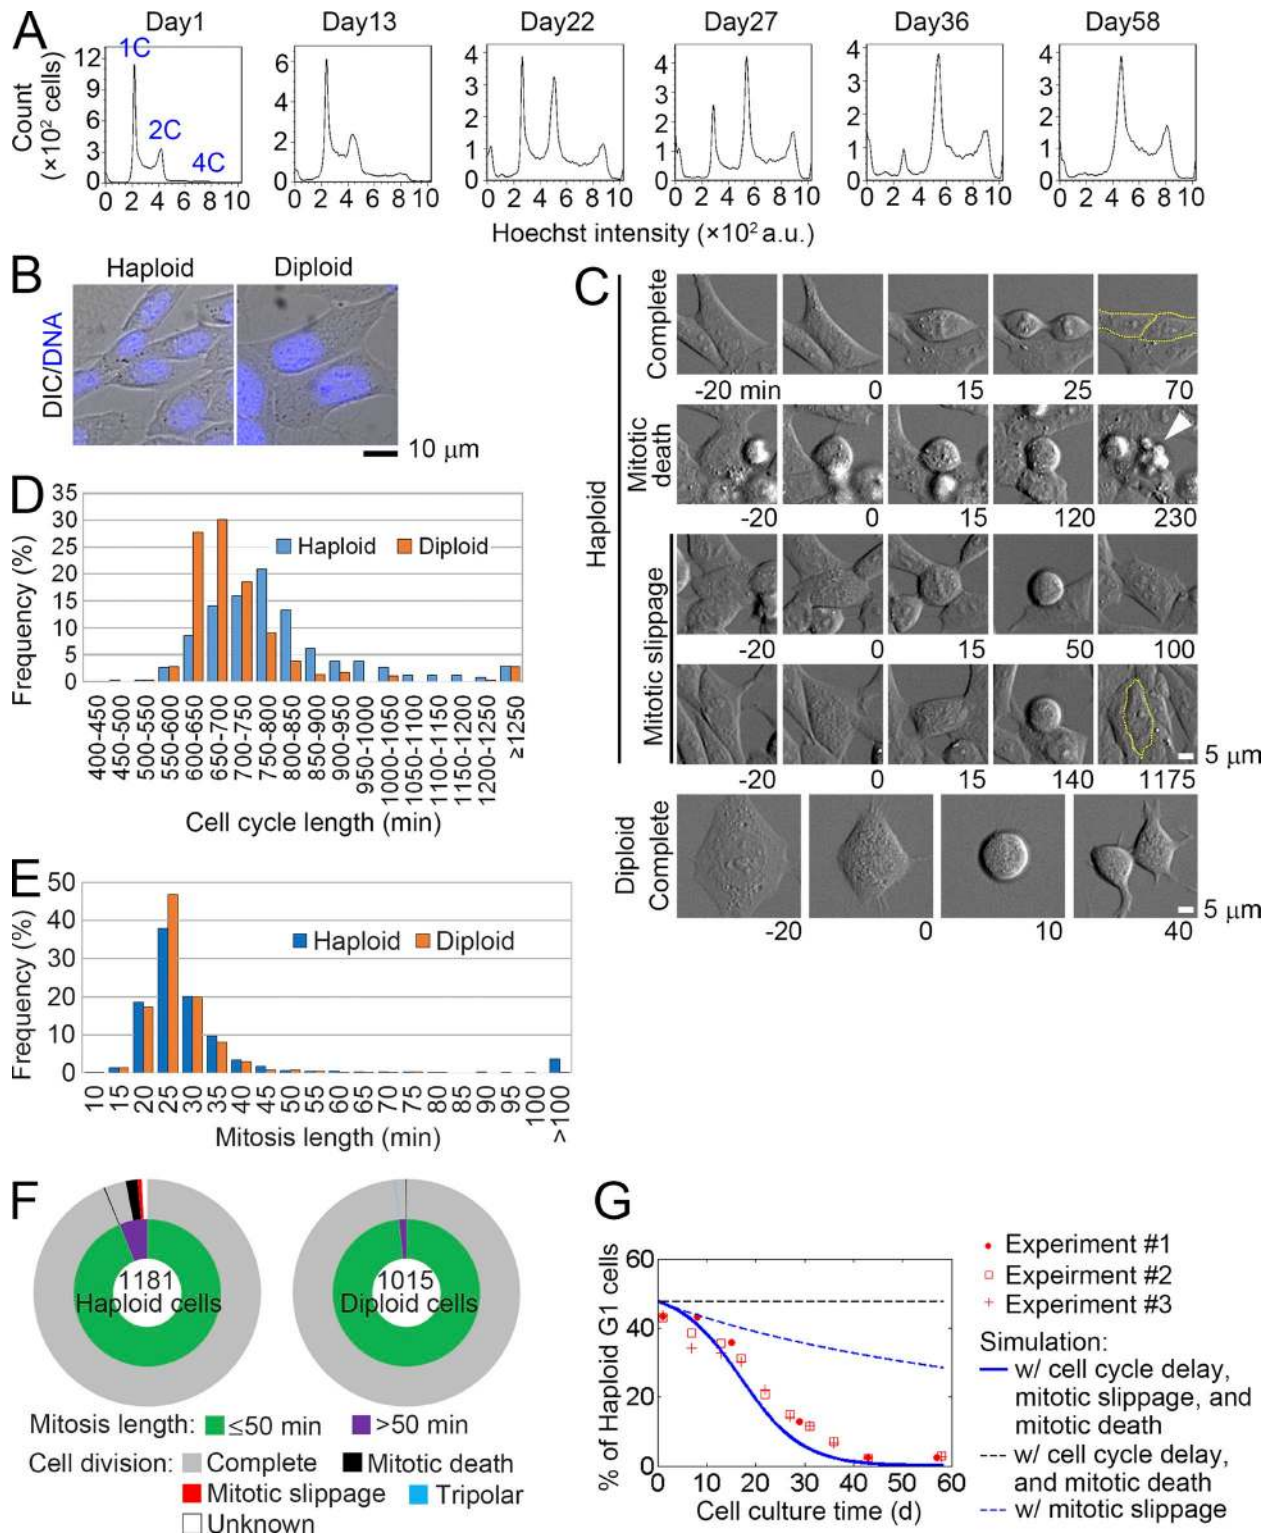 A
Day1
Day13
Day22
Day27
Day36
Day58
Count
(×10² cells)
12
9
6
3
0
1C
2C
4C
0 2 4 6 8 10
6
4
2
0
0 2 4 6 8 10
4
3
2
1
0
0 2 4 6 8 10
4
3
2
1
0
0 2 4 6 8 10
4
3
2
1
0
0 2 4 6 8 10
4
3
2
1
0
0 2 4 6 8 10
Hoechst intensity (×10² a.u.)
B
Haploid
Diploid
DIC/DNA
10 μm
C
Haploid
Complete
-20 min
0
15
25
70
Mitotic
death
-20
0
15
120
230
Mitotic slippage
-20
0
15
50
100
5 μm
-20
0
15
140
1175
Diploid
Complete
5 μm
-20
0
10
40
D
Frequency (%)
35
30
25
20
15
10
5
0
Haploid
Diploid
400-450
450-500
500-550
550-600
600-650
650-700
700-750
750-800
800-850
850-900
900-950
950-1000
1000-1050
1050-1100
1100-1150
1150-1200
1200-1250
≥1250
Cell cycle length (min)
E
Frequency (%)
50
40
30
20
10
0
Haploid
Diploid
10
15
20
25
30
35
40
45
50
55
60
65
70
75
80
85
90
95
100
>100
Mitosis length (min)
F
1181
Haploid cells
1015
Diploid cells
Mitosis length:
≤50 min
>50 min
Cell division:
Complete
Mitotic death
Mitotic slippage
Tripolar
Unknown
G
% of Haploid G1 cells
60
40
20
0
0 10 20 30 40 50 60
Cell culture time (d)
Experiment #1
Expeirment #2
Experiment #3
Simulation:
w/ cell cycle delay,
mitotic slippage, and
mitotic death
w/ cell cycle delay,
and mitotic death
w/ mitotic slippage